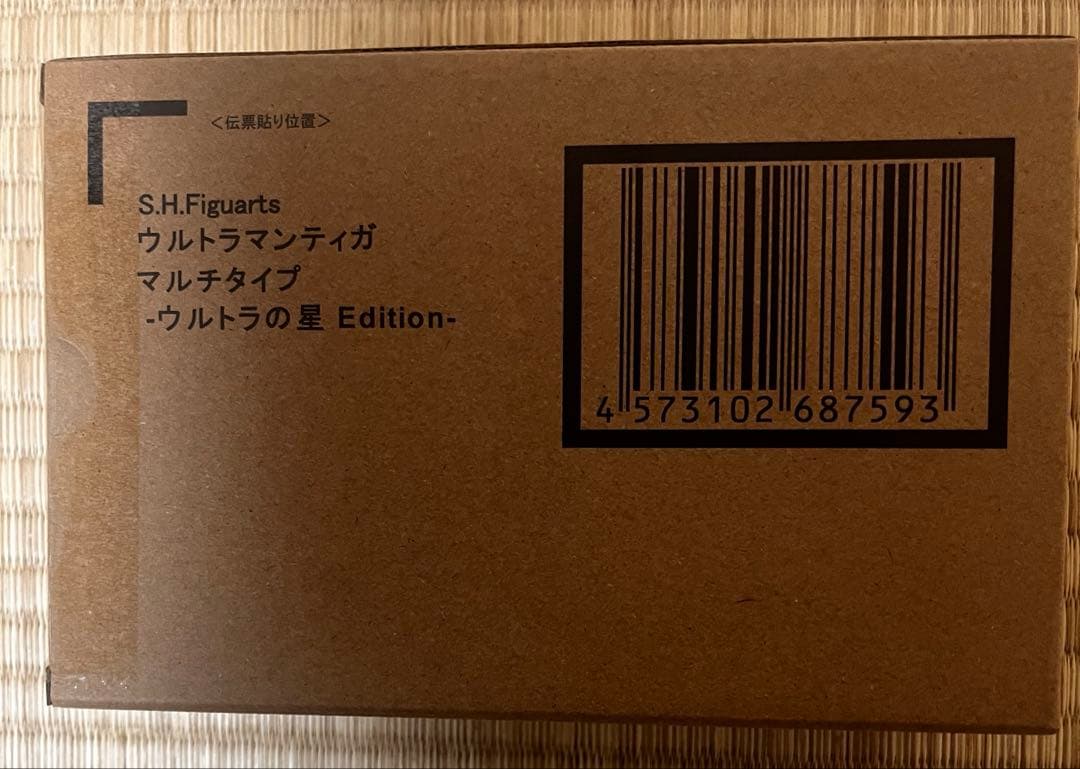 ＜伝票貼り位置＞
S.H.Figuarts
ウルトラマンティガ
マルチタイプ
-ウルトラの星 Edition-
4 573102 687593